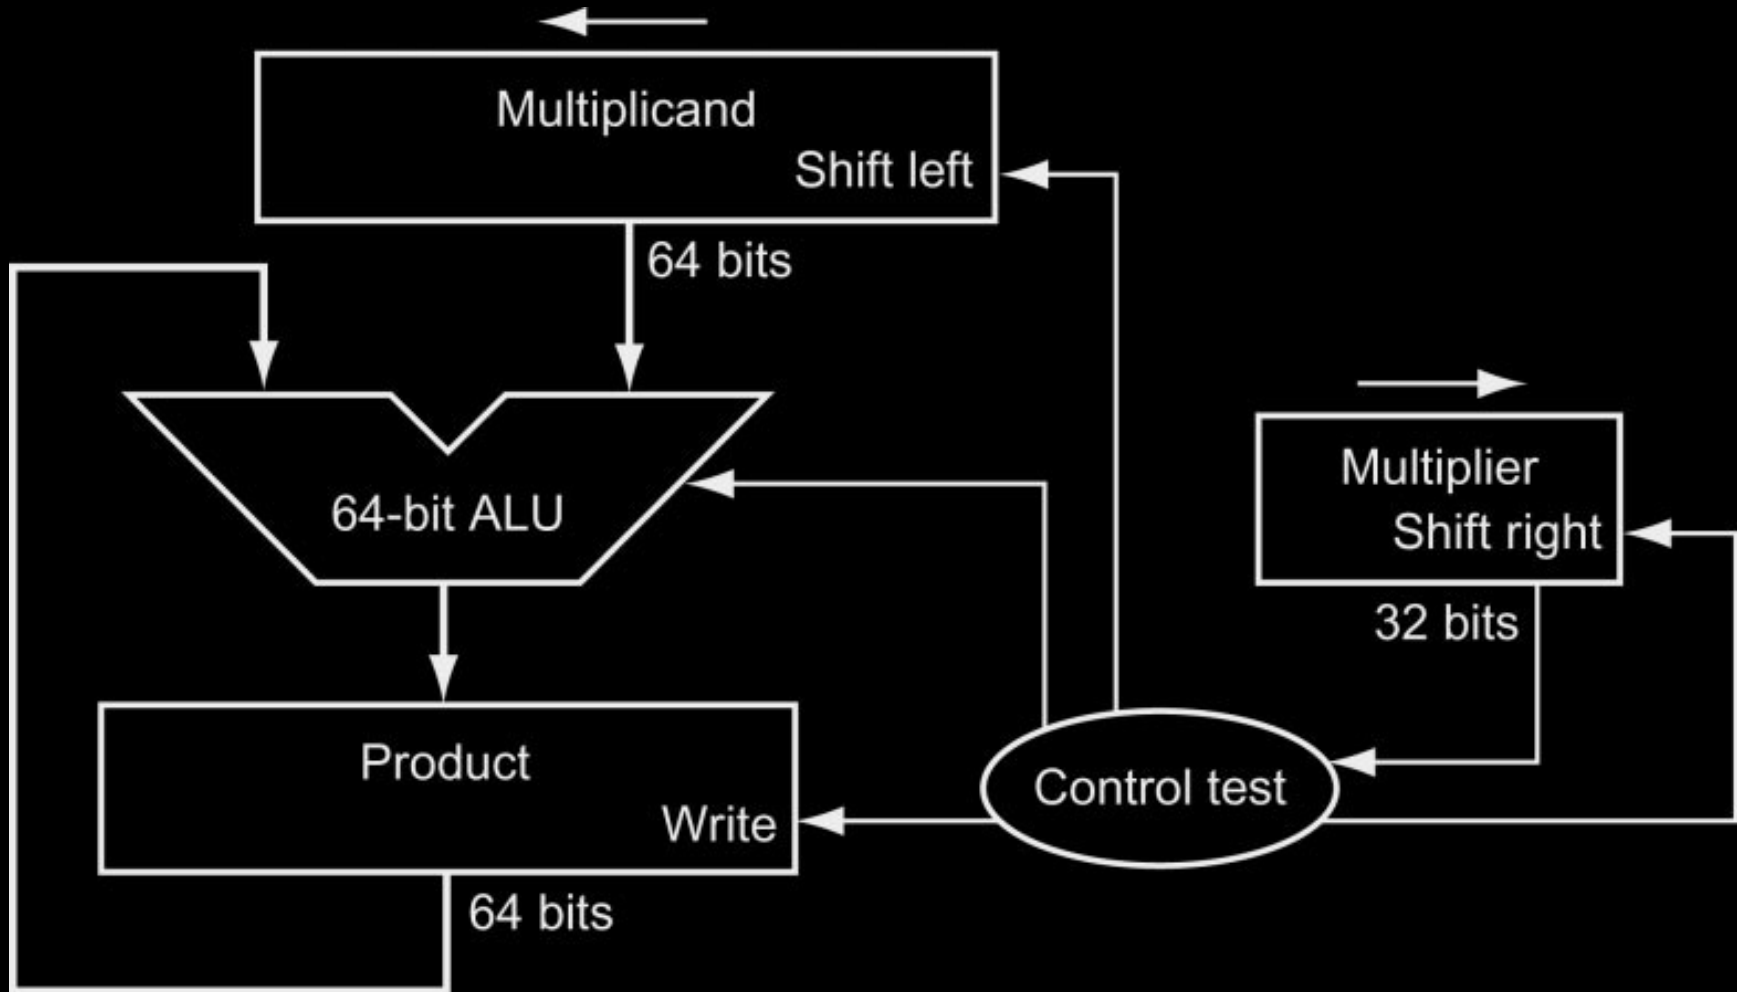 Multiplicand
Shift left
64 bits
64-bit ALU
Multiplier
Shift right
32 bits
Product
Write
Control test
64 bits